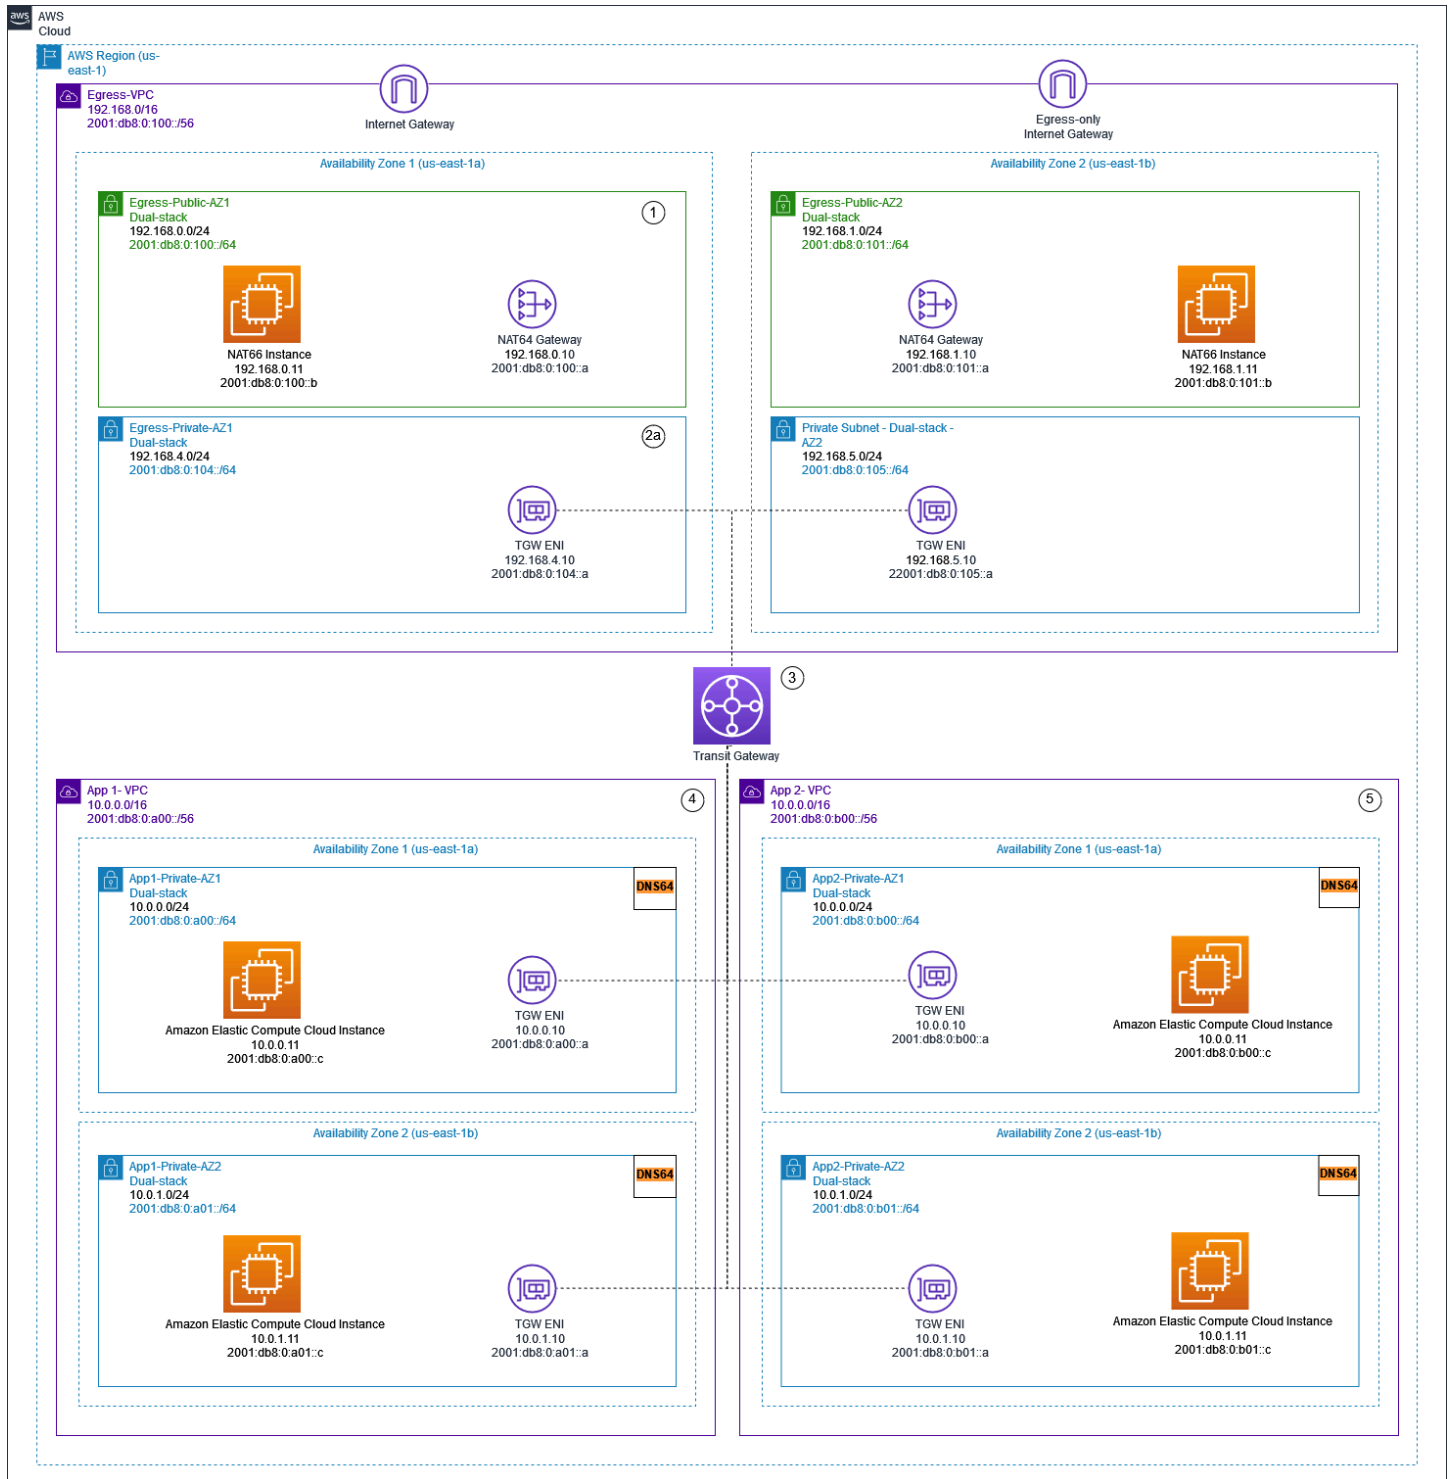 aws
AWS
Cloud
AWS Region (us-
east-1)
Egress-VPC
192.168.0/16
2001:db8:0:100::/56
Internet Gateway
Egress-only
Internet Gateway
Availability Zone 1 (us-east-1a)
Egress-Public-AZ1
Dual-stack
192.168.0.0/24
2001:db8:0:100::/64
1
NAT66 Instance
192.168.0.11
2001:db8:0:100::b
NAT64 Gateway
192.168.0.10
2001:db8:0:100::a
Egress-Private-AZ1
Dual-stack
192.168.4.0/24
2001:db8:0:104::/64
2a
TGW ENI
192.168.4.10
2001:db8:0:104::a
Availability Zone 2 (us-east-1b)
Egress-Public-AZ2
Dual-stack
192.168.1.0/24
2001:db8:0:101::/64
NAT64 Gateway
192.168.1.10
2001:db8:0:101::a
NAT66 Instance
192.168.1.11
2001:db8:0:101::b
Private Subnet - Dual-stack -
AZ2
192.168.5.0/24
2001:db8:0:105::/64
TGW ENI
192.168.5.10
22001:db8:0:105::a
3
Transit Gateway
App 1- VPC
10.0.0.0/16
2001:db8:0:a00::/56
4
Availability Zone 1 (us-east-1a)
App1-Private-AZ1
Dual-stack
10.0.0.0/24
2001:db8:0:a00::/64
DNS64
Amazon Elastic Compute Cloud Instance
10.0.0.11
2001:db8:0:a00::c
TGW ENI
10.0.0.10
2001:db8:0:a00::a
Availability Zone 2 (us-east-1b)
App1-Private-AZ2
Dual-stack
10.0.1.0/24
2001:db8:0:a01::/64
DNS64
Amazon Elastic Compute Cloud Instance
10.0.1.11
2001:db8:0:a01::c
TGW ENI
10.0.1.10
2001:db8:0:a01::a
App 2- VPC
10.0.0.0/16
2001:db8:0:b00::/56
5
Availability Zone 1 (us-east-1a)
App2-Private-AZ1
Dual-stack
10.0.0.0/24
2001:db8:0:b00::/64
DNS64
TGW ENI
10.0.0.10
2001:db8:0:b00::a
Amazon Elastic Compute Cloud Instance
10.0.0.11
2001:db8:0:b00::c
Availability Zone 2 (us-east-1b)
App2-Private-AZ2
Dual-stack
10.0.1.0/24
2001:db8:0:b01::/64
DNS64
TGW ENI
10.0.1.10
2001:db8:0:b01::a
Amazon Elastic Compute Cloud Instance
10.0.1.11
2001:db8:0:b01::c